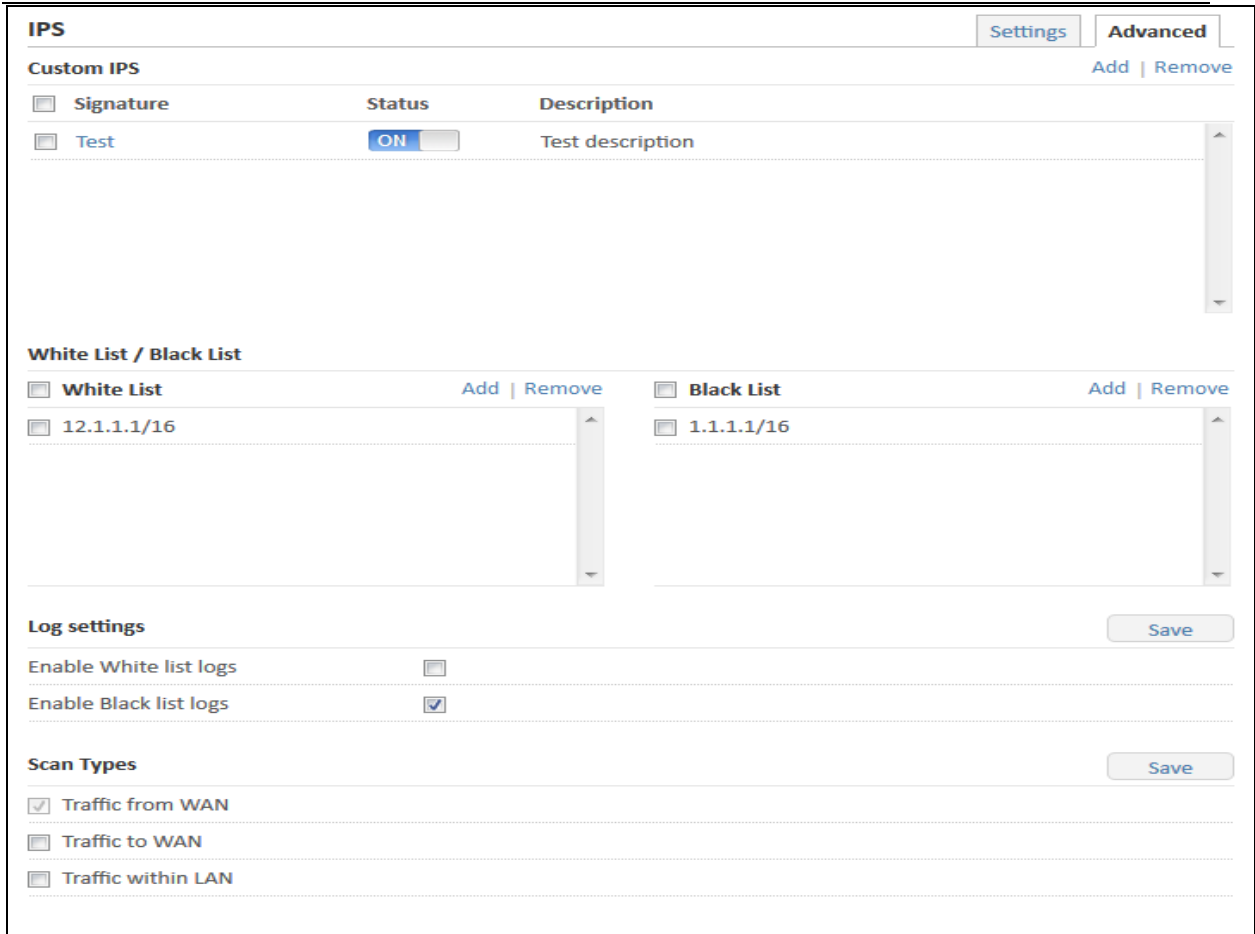 IPS Settings Advanced
Custom IPS Add | Remove
Signature Status Description
Test ON Test description
White List / Black List
White List Add | Remove Black List Add | Remove
12.1.1.1/16 1.1.1.1/16
Log settings Save
Enable White list logs
Enable Black list logs
Scan Types Save
Traffic from WAN
Traffic to WAN
Traffic within LAN